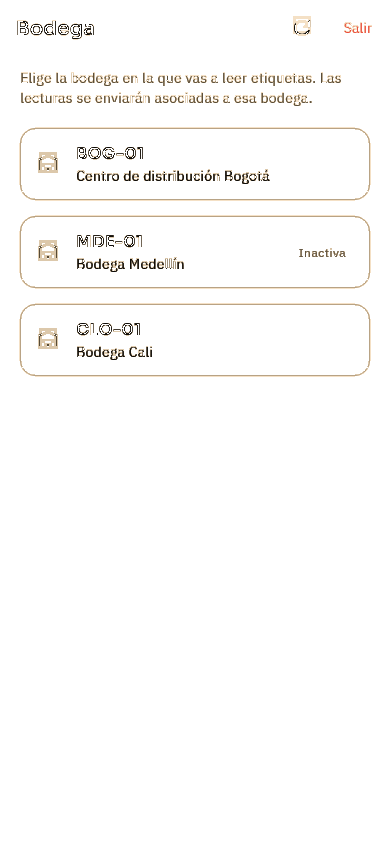 Bodega
Salir
Elige la bodega en la que vas a leer etiquetas. Las
lecturas se enviarán asociadas a esa bodega.
BOG-01
Centro de distribución Bogotá
MDE-01
Bodega Medellín
Inactiva
CLO-01
Bodega Cali